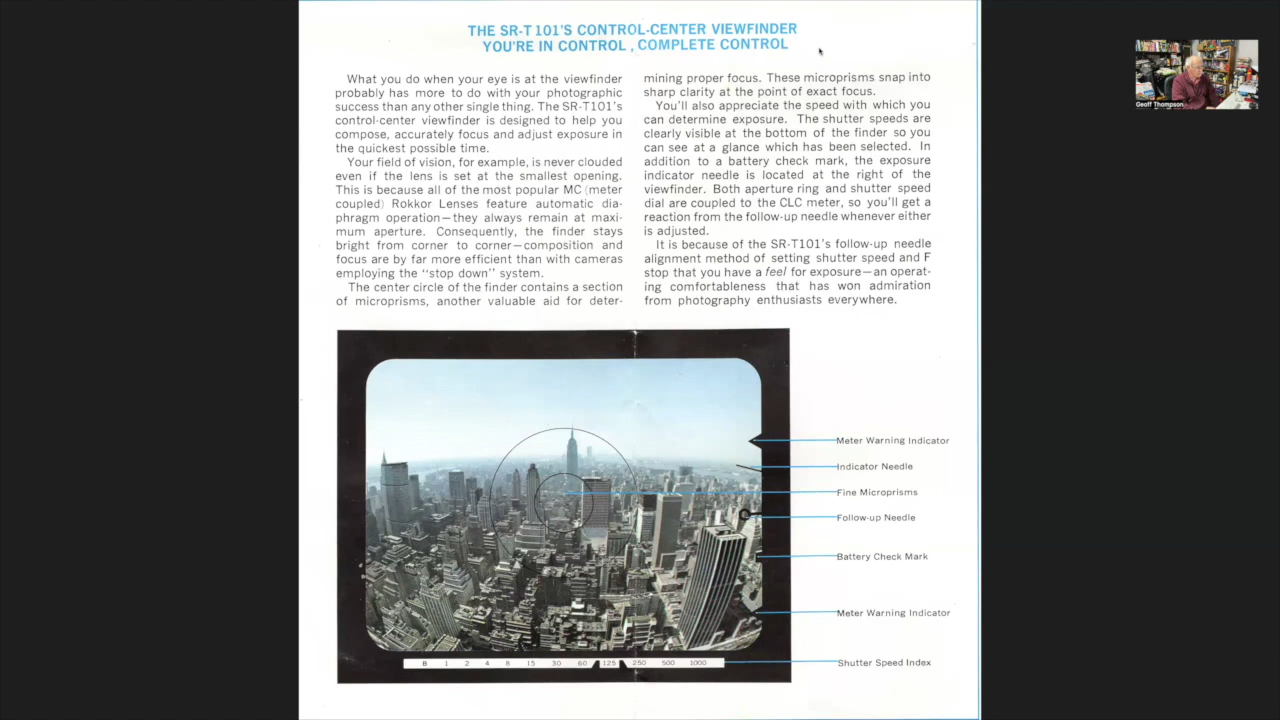 THE SR-T 101'S CONTROL-CENTER VIEWFINDER
YOU'RE IN CONTROL , COMPLETE CONTROL
What you do when your eye is at the viewfinder
probably has more to do with your photographic
success than any other single thing. The SR-T101's
control-center viewfinder is designed to help you
compose, accurately focus and adjust exposure in
the quickest possible time.
Your field of vision, for example, is never clouded
even if the lens is set at the smallest opening.
This is because all of the most popular MC (meter
coupled) Rokkor Lenses feature automatic dia-
phragm operation—they always remain at maxi-
mum aperture. Consequently, the finder stays
bright from corner to corner—composition and
focus are by far more efficient than with cameras
employing the “stop down” system.
The center circle of the finder contains a section
of microprisms, another valuable aid for deter-
mining proper focus. These microprisms snap into
sharp clarity at the point of exact focus.
You'll also appreciate the speed with which you
can determine exposure. The shutter speeds are
clearly visible at the bottom of the finder so you
can see at a glance which has been selected. In
addition to a battery check mark, the exposure
indicator needle is located at the right of the
viewfinder. Both aperture ring and shutter speed
dial are coupled to the CLC meter, so you'll get a
reaction from the follow-up needle whenever either
is adjusted.
It is because of the SR-T101's follow-up needle
alignment method of setting shutter speed and F
stop that you have a feel for exposure—an operat-
ing comfortableness that has won admiration
from photography enthusiasts everywhere.
Meter Warning Indicator
Indicator Needle
Fine Microprisms
Follow-up Needle
Battery Check Mark
Meter Warning Indicator
Shutter Speed Index
B 1 2 4 8 15 30 60 125 250 500 1000
Geoff Thompson